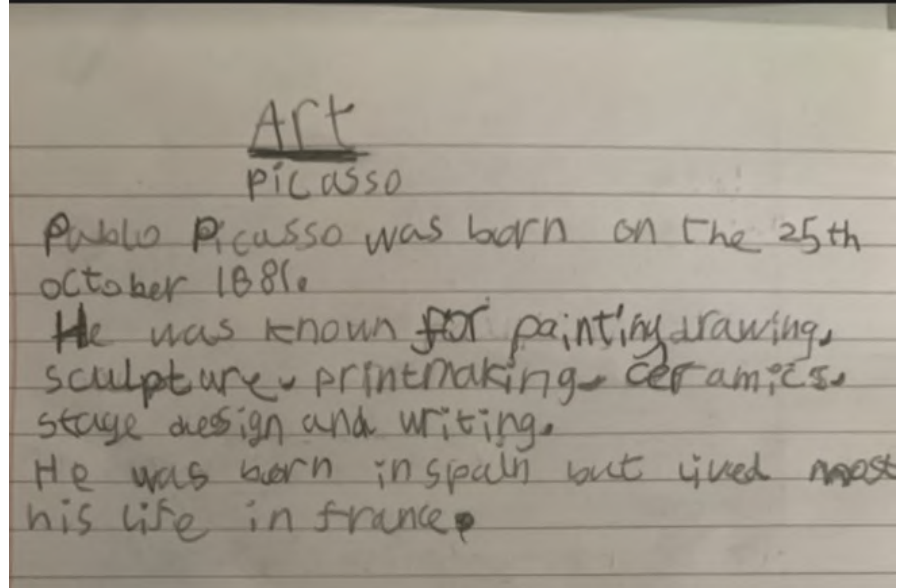 Art
picasso
Pablo Picasso was born on the 25th
october 1881.
He was known for painting, drawing,
sculpture, printmaking, ceramics,
stage design and writing.
He was born in spain but lived most
his life in france.